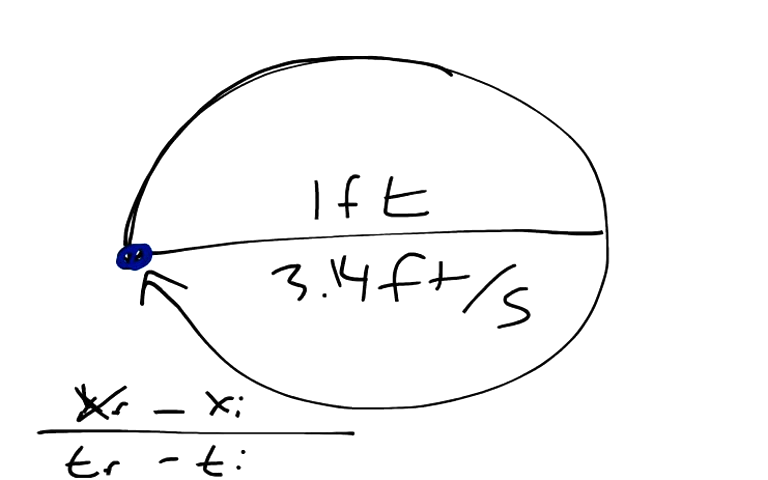 1ft
3.14ft/s
xf - xi
tf - ti